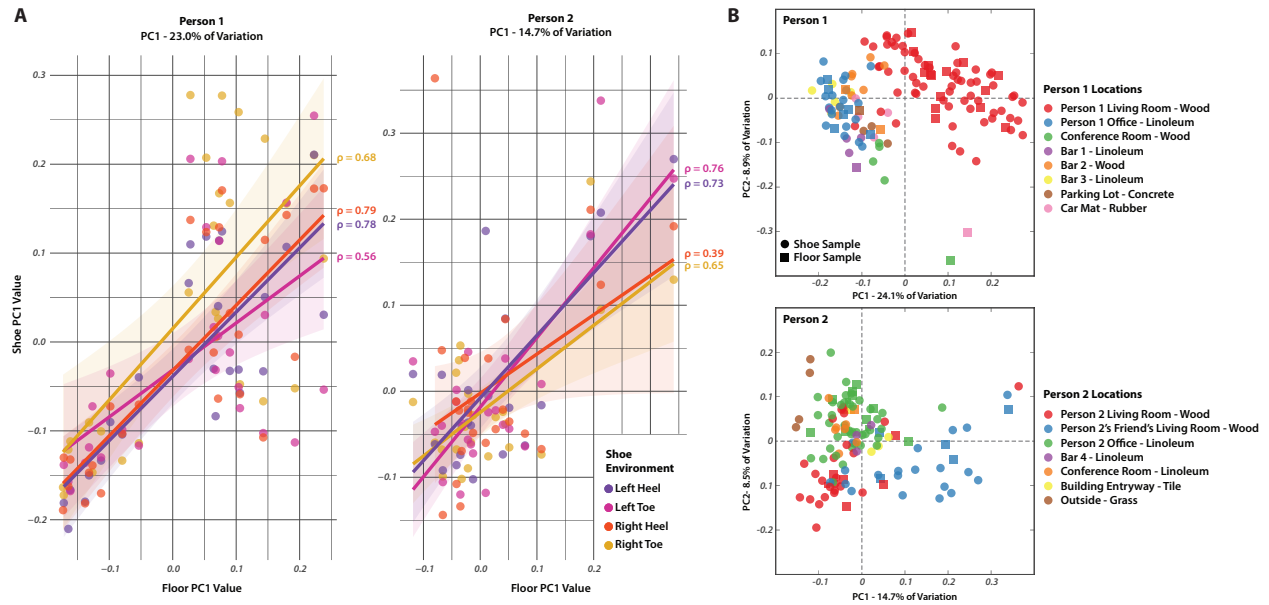 A
Person 1
PC1 - 23.0% of Variation
Shoe PC1 Value
0.3
0.2
0.1
0.0
−0.1
−0.2
ρ = 0.68
ρ = 0.79
ρ = 0.78
ρ = 0.56
−0.1
0.0
0.1
0.2
Floor PC1 Value
Person 2
PC1 - 14.7% of Variation
0.3
0.2
0.1
0.0
−0.1
ρ = 0.76
ρ = 0.73
ρ = 0.39
ρ = 0.65
Shoe
Environment
Left Heel
Left Toe
Right Heel
Right Toe
−0.1
0.0
0.1
0.2
Floor PC1 Value
B
Person 1
PC2- 8.9% of Variation
0.1
0
-0.1
-0.2
-0.3
Shoe Sample
Floor Sample
-0.2
-0.1
0
0.1
0.2
PC1 - 24.1% of Variation
Person 1 Locations
Person 1 Living Room - Wood
Person 1 Office - Linoleum
Conference Room - Wood
Bar 1 - Linoleum
Bar 2 - Wood
Bar 3 - Linoleum
Parking Lot - Concrete
Car Mat - Rubber
Person 2
PC2- 8.5% of Variation
0.2
0.1
0
0.1
-0.2
-0.1
0
0.1
0.2
0.3
PC1 - 14.7% of Variation
Person 2 Locations
Person 2 Living Room - Wood
Person 2's Friend's Living Room - Wood
Person 2 Office - Linoleum
Bar 4 - Linoleum
Conference Room - Linoleum
Building Entryway - Tile
Outside - Grass